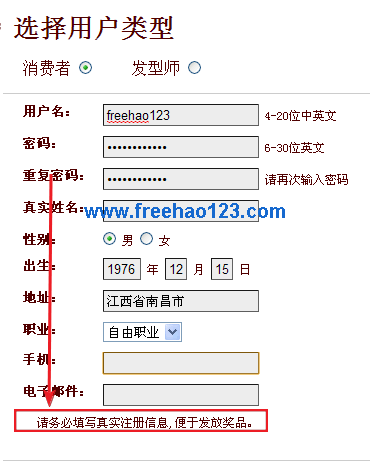 选择用户类型
消费者 发型师
用户名： freehao123 4-20位中英文
密码： •••••••••••• 6-30位英文
重复密码： •••••••••••• 请再次输入密码
真实姓名：
www.freehao123.com
性别： 男 女
出生： 1976 年 12 月 15 日
地址： 江西省南昌市
职业： 自由职业
手机：
电子邮件：
请务必填写真实注册信息，便于发放奖品。